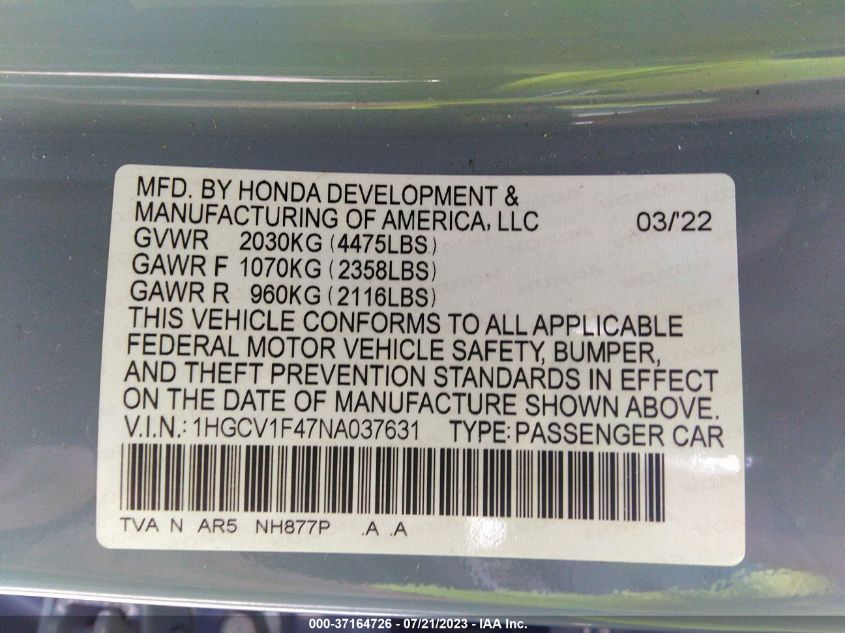 MFD. BY HONDA DEVELOPMENT &
MANUFACTURING OF AMERICA, LLC 03/'22
GVWR 2030KG (4475LBS)
GAWR F 1070KG (2358LBS)
GAWR R 960KG (2116LBS)
THIS VEHICLE CONFORMS TO ALL APPLICABLE
FEDERAL MOTOR VEHICLE SAFETY, BUMPER,
AND THEFT PREVENTION STANDARDS IN EFFECT
ON THE DATE OF MANUFACTURE SHOWN ABOVE.
V.I.N.: 1HGCV1F47NA037631 TYPE: PASSENGER CAR
TVA N AR5 NH877P .A .A
000-37164726 - 07/21/2023 - IAA Inc.